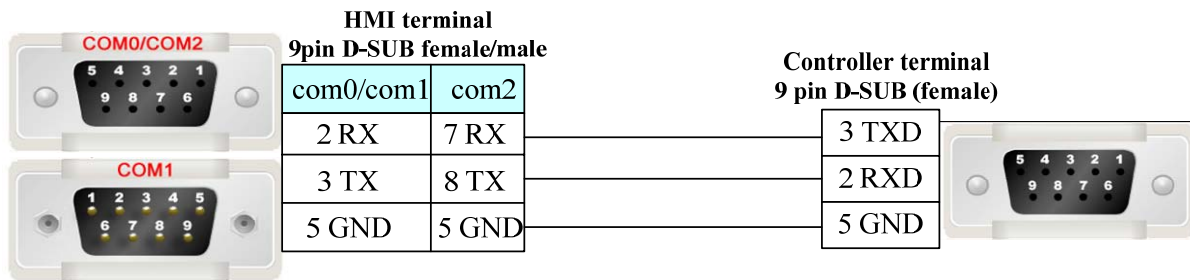 HMI terminal
9pin D-SUB female/male
COM0/COM2
5 4 3 2 1
9 8 7 6
COM1
1 2 3 4 5
6 7 8 9
com0/com1 com2
2 RX 7 RX
3 TX 8 TX
5 GND 5 GND
Controller terminal
9 pin D-SUB (female)
3 TXD
2 RXD
5 GND
5 4 3 2 1
9 8 7 6